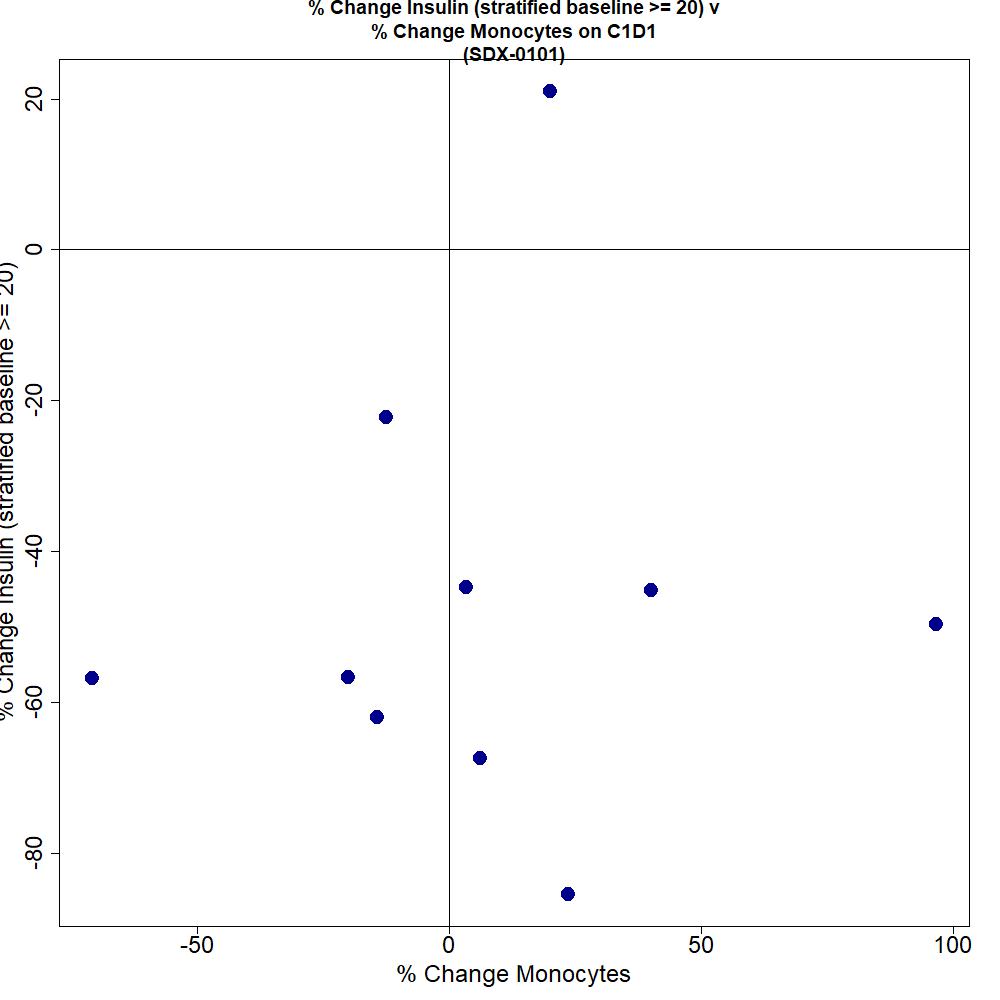 % Change Insulin (stratified baseline >= 20) v
% Change Monocytes on C1D1
(SDX-0101)
20
0
-20
-40
-60
-80
% Change Insulin (stratified baseline >= 20)
-50
0
50
100
% Change Monocytes